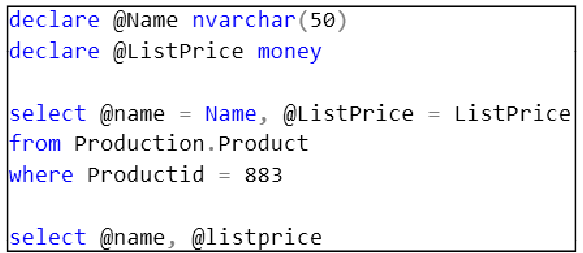 declare @Name nvarchar(50)
declare @ListPrice money
select @name = Name, @ListPrice = ListPrice
from Production.Product
where Productid = 883
select @name, @listprice